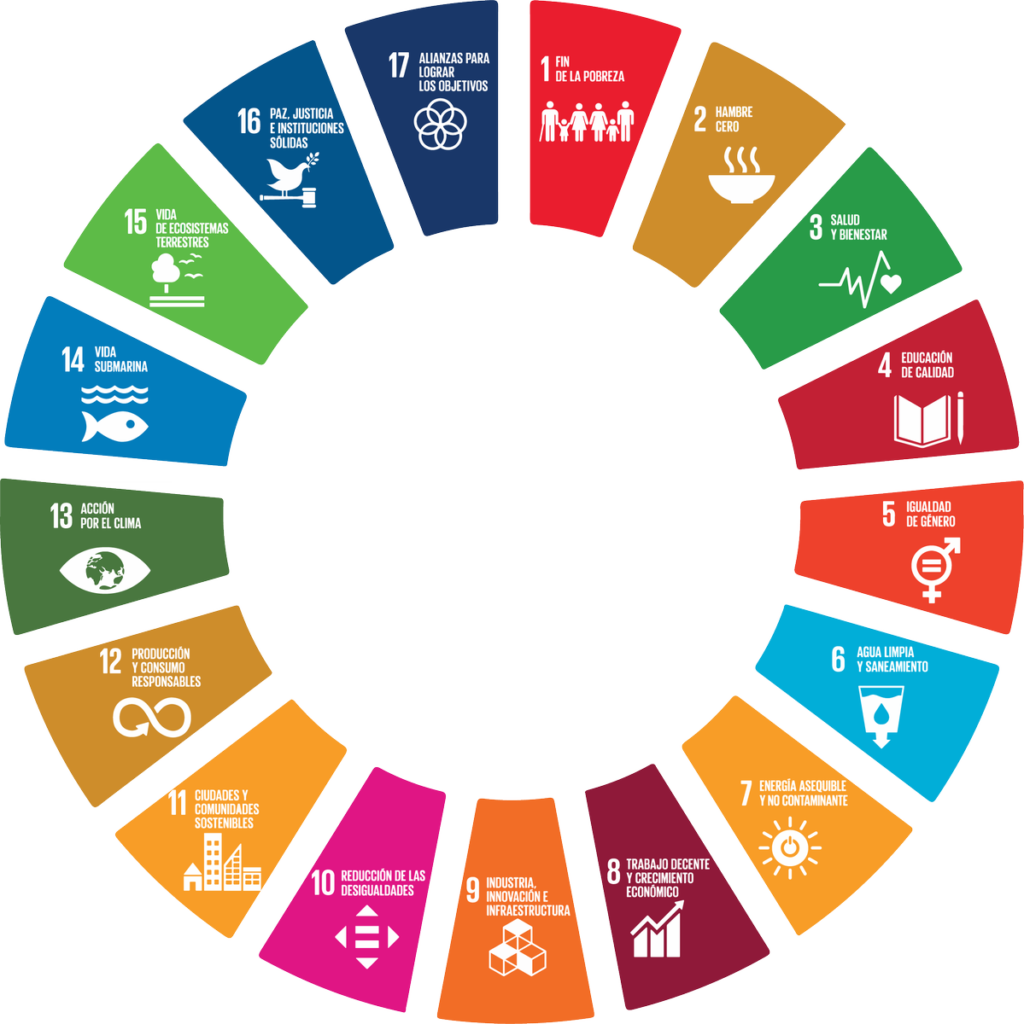 1 FIN
DE LA POBREZA
2 HAMBRE
CERO
3 SALUD
Y BIENESTAR
4 EDUCACIÓN
DE CALIDAD
5 IGUALDAD
DE GÉNERO
6 AGUA LIMPIA
Y SANEAMIENTO
7 ENERGÍA ASEQUIBLE
Y NO CONTAMINANTE
8 TRABAJO DECENTE
Y CRECIMIENTO
ECONÓMICO
9 INDUSTRIA,
INNOVACIÓN E
INFRAESTRUCTURA
10 REDUCCIÓN DE LAS
DESIGUALDADES
11 CIUDADES Y
COMUNIDADES
SOSTENIBLES
12 PRODUCCIÓN
Y CONSUMO
RESPONSABLES
13 ACCIÓN
POR EL CLIMA
14 VIDA
SUBMARINA
15 VIDA
DE ECOSISTEMAS
TERRESTRES
16 PAZ, JUSTICIA
E INSTITUCIONES
SÓLIDAS
17 ALIANZAS PARA
LOGRAR
LOS OBJETIVOS